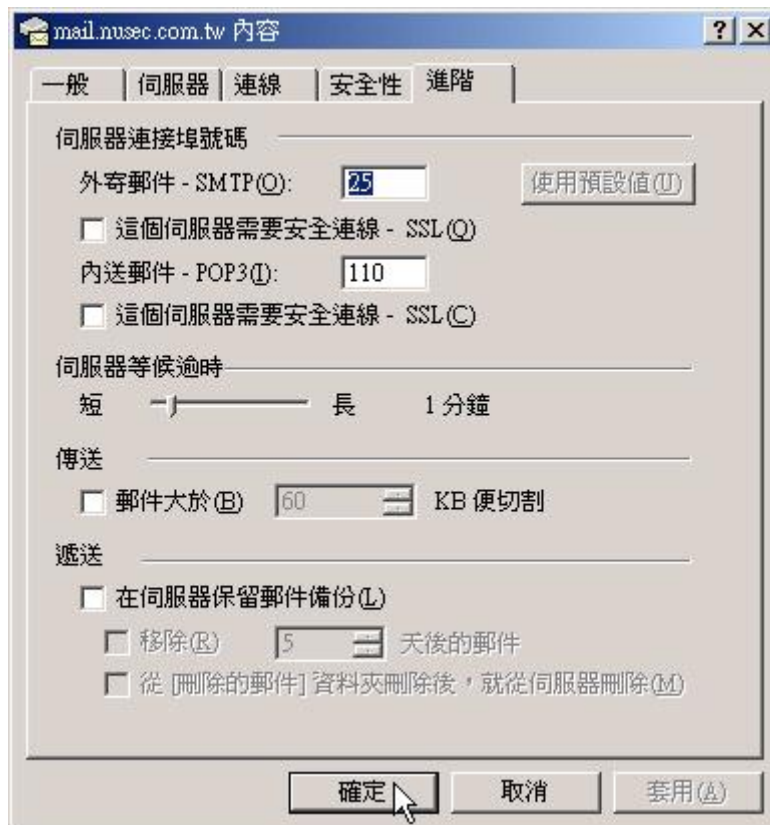 mail.nusec.com.tw 內容
一般 伺服器 連線 安全性 進階
伺服器連接埠號碼
外寄郵件 - SMTP(O): 25 使用預設值(U)
這個伺服器需要安全連線 - SSL(Q)
內送郵件 - POP3(I): 110
這個伺服器需要安全連線 - SSL(C)
伺服器等候逾時
短 長 1 分鐘
傳送
郵件大於(B) 60 KB 便切割
遞送
在伺服器保留郵件備份(L)
移除(R) 5 天後的郵件
從 [刪除的郵件] 資料夾刪除後，就從伺服器刪除(M)
確定 取消 套用(A)